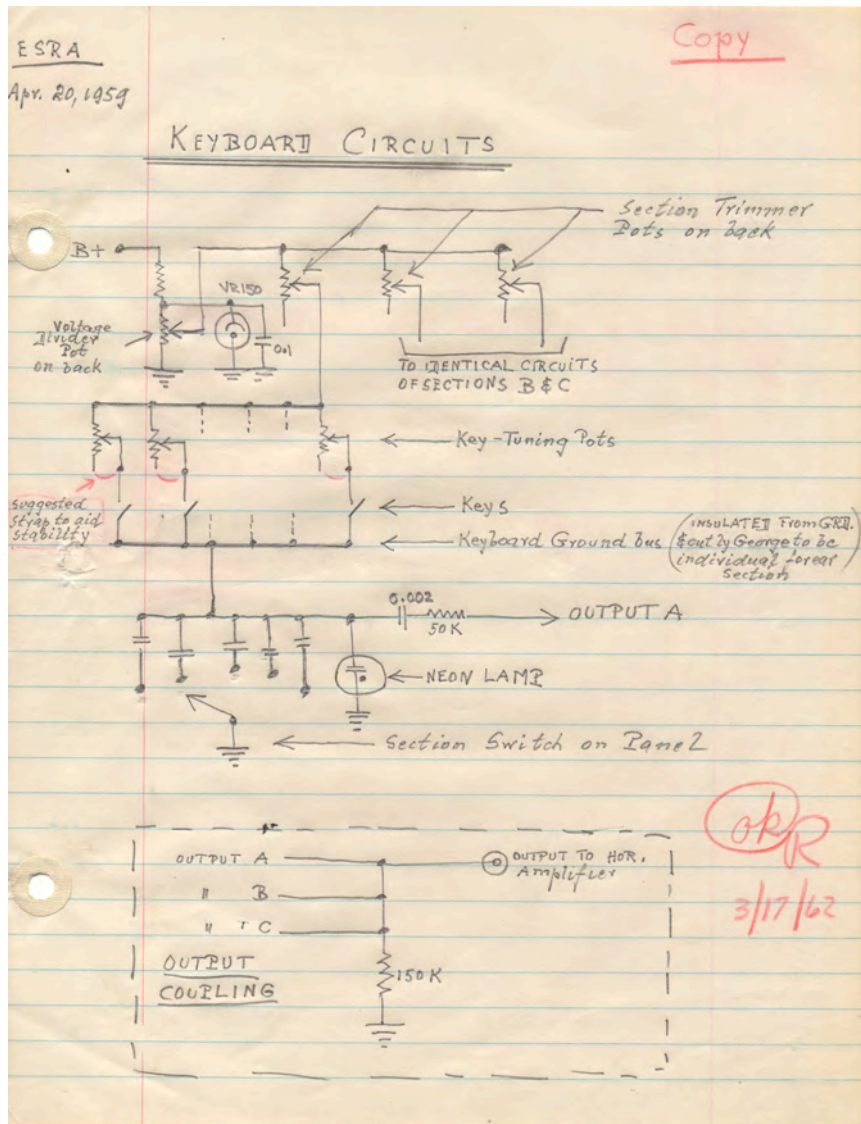 ESRA
Copy
Apr. 20, 1959
KEYBOARD CIRCUITS
Section Trimmer
Pots on back
B+
VR150
0.1
Voltage
Divider
Pot
on back
TO IDENTICAL CIRCUITS
OF SECTIONS B & C
Key-Tuning Pots
Suggested
strap to aid
stability
Keys
Keyboard Ground bus
(INSULATED From GRD.
& cut by George to be
individual for ear
Section)
0.002
50K
OUTPUT A
NEON LAMP
Section Switch on Panel
ok R
3/17/62
OUTPUT A
OUTPUT TO HOR.
Amplifier
" B
" C
OUTPUT
COUPLING
150K